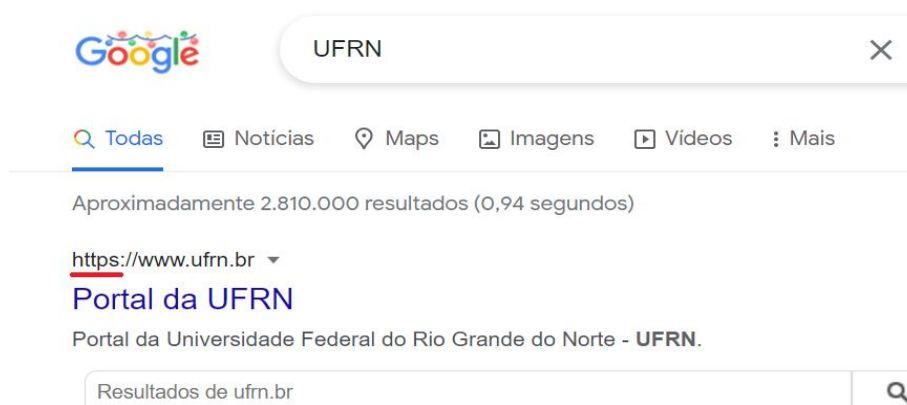 Google
UFRN
Todas Notícias Maps Imagens Vídeos Mais
Aproximadamente 2.810.000 resultados (0,94 segundos)
https://www.ufrn.br
Portal da UFRN
Portal da Universidade Federal do Rio Grande do Norte - UFRN.
Resultados de ufrn.br